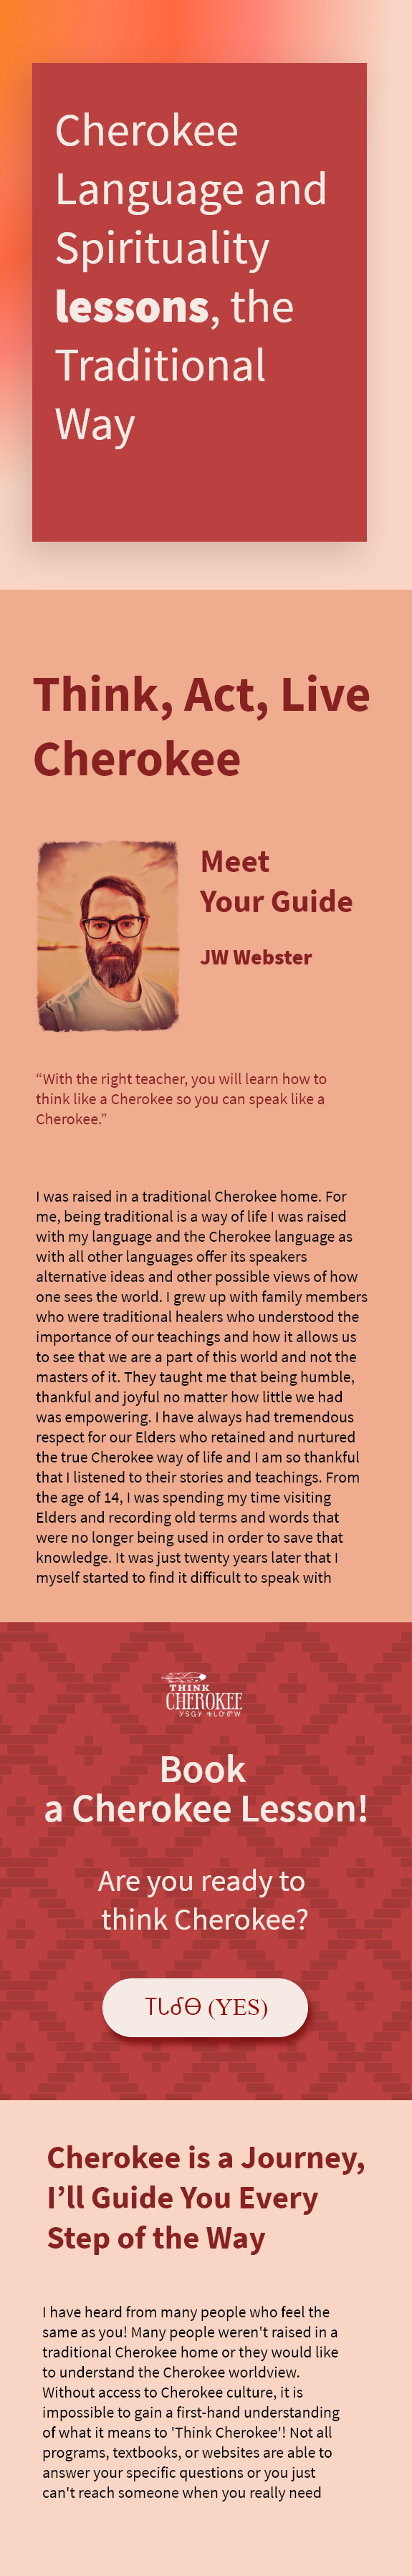 Cherokee
Language and
Spirituality
lessons, the
Traditional
Way
Think, Act, Live
Cherokee
Meet
Your Guide
JW Webster
“With the right teacher, you will learn how to
think like a Cherokee so you can speak like a
Cherokee.”
I was raised in a traditional Cherokee home. For
me, being traditional is a way of life I was raised
with my language and the Cherokee language as
with all other languages offer its speakers
alternative ideas and other possible views of how
one sees the world. I grew up with family members
who were traditional healers who understood the
importance of our teachings and how it allows us
to see that we are a part of this world and not the
masters of it. They taught me that being humble,
thankful and joyful no matter how little we had
was empowering. I have always had tremendous
respect for our Elders who retained and nurtured
the true Cherokee way of life and I am so thankful
that I listened to their stories and teachings. From
the age of 14, I was spending my time visiting
Elders and recording old terms and words that
were no longer being used in order to save that
knowledge. It was just twenty years later that I
myself started to find it difficult to speak with
THINK
CHEROKEE
Book
a Cherokee Lesson!
Are you ready to
think Cherokee?
(YES)
Cherokee is a Journey,
I’ll Guide You Every
Step of the Way
I have heard from many people who feel the
same as you! Many people weren't raised in a
traditional Cherokee home or they would like
to understand the Cherokee worldview.
Without access to Cherokee culture, it is
impossible to gain a first-hand understanding
of what it means to 'Think Cherokee'! Not all
programs, textbooks, or websites are able to
answer your specific questions or you just
can't reach someone when you really need